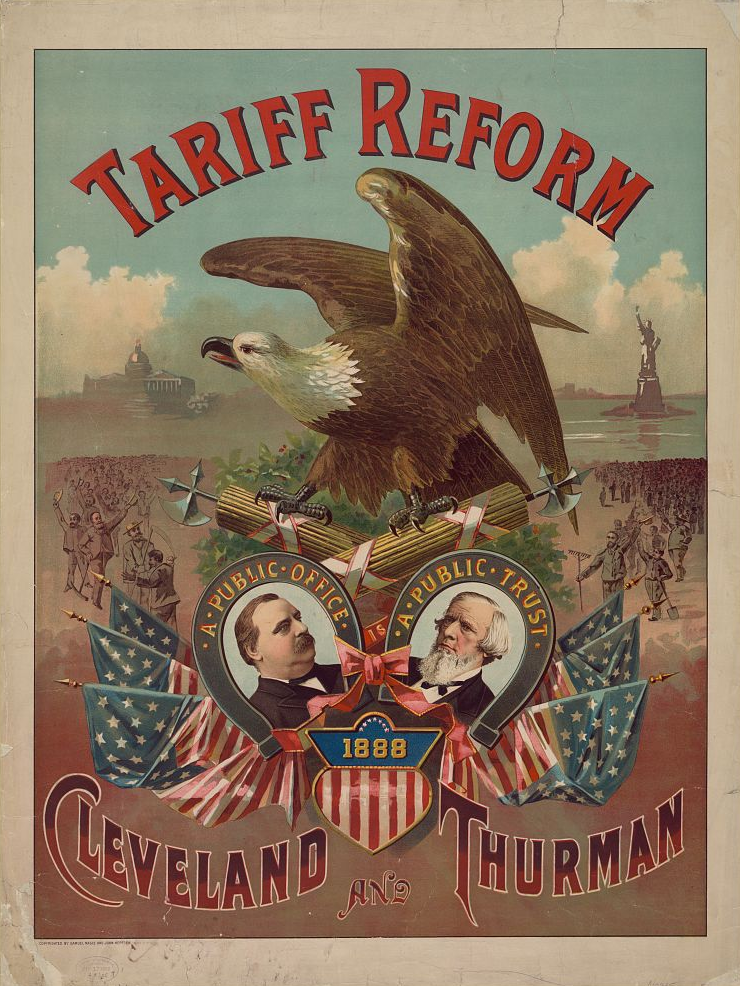 TARIFF REFORM
A · PUBLIC · OFFICE ·
IS
A · PUBLIC · TRUST ·
1888
CLEVELAND AND THURMAN